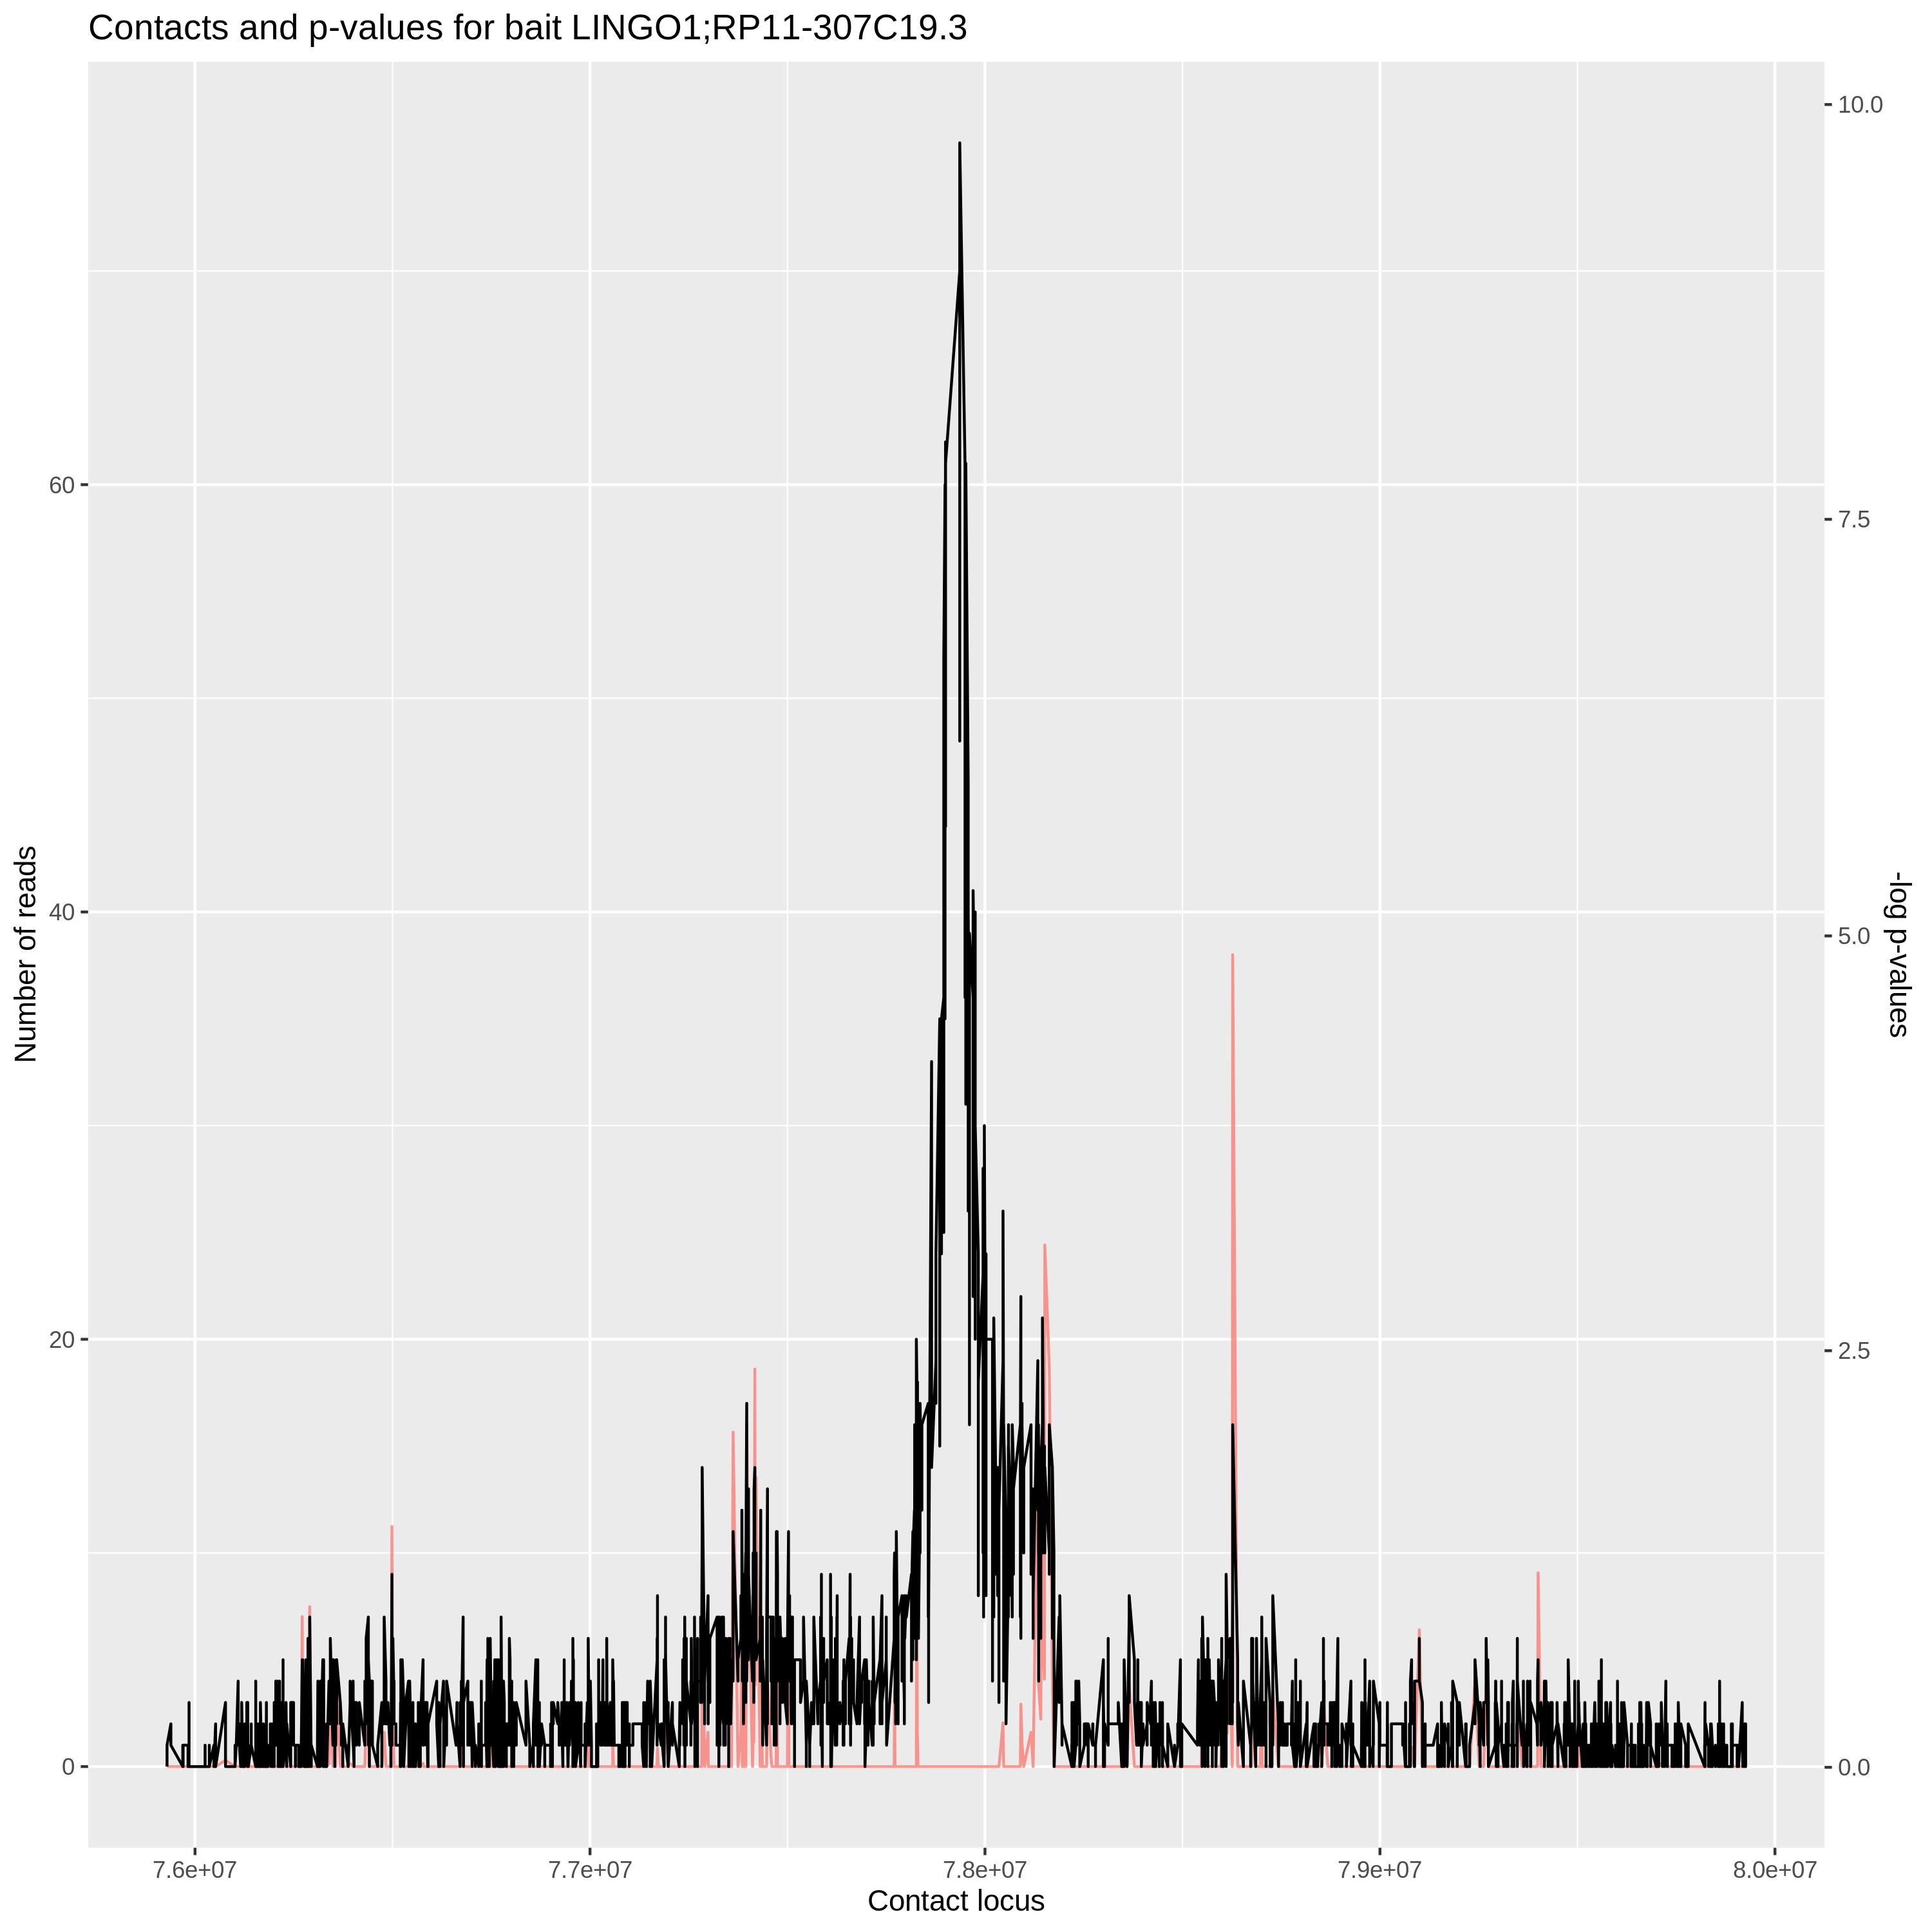 Contacts and p-values for bait LINGO1;RP11-307C19.3
10.0
7.5
5.0
2.5
0.0
60
40
20
0
Number of reads
-log p-values
7.6e+07 7.7e+07 7.8e+07 7.9e+07 8.0e+07
Contact locus